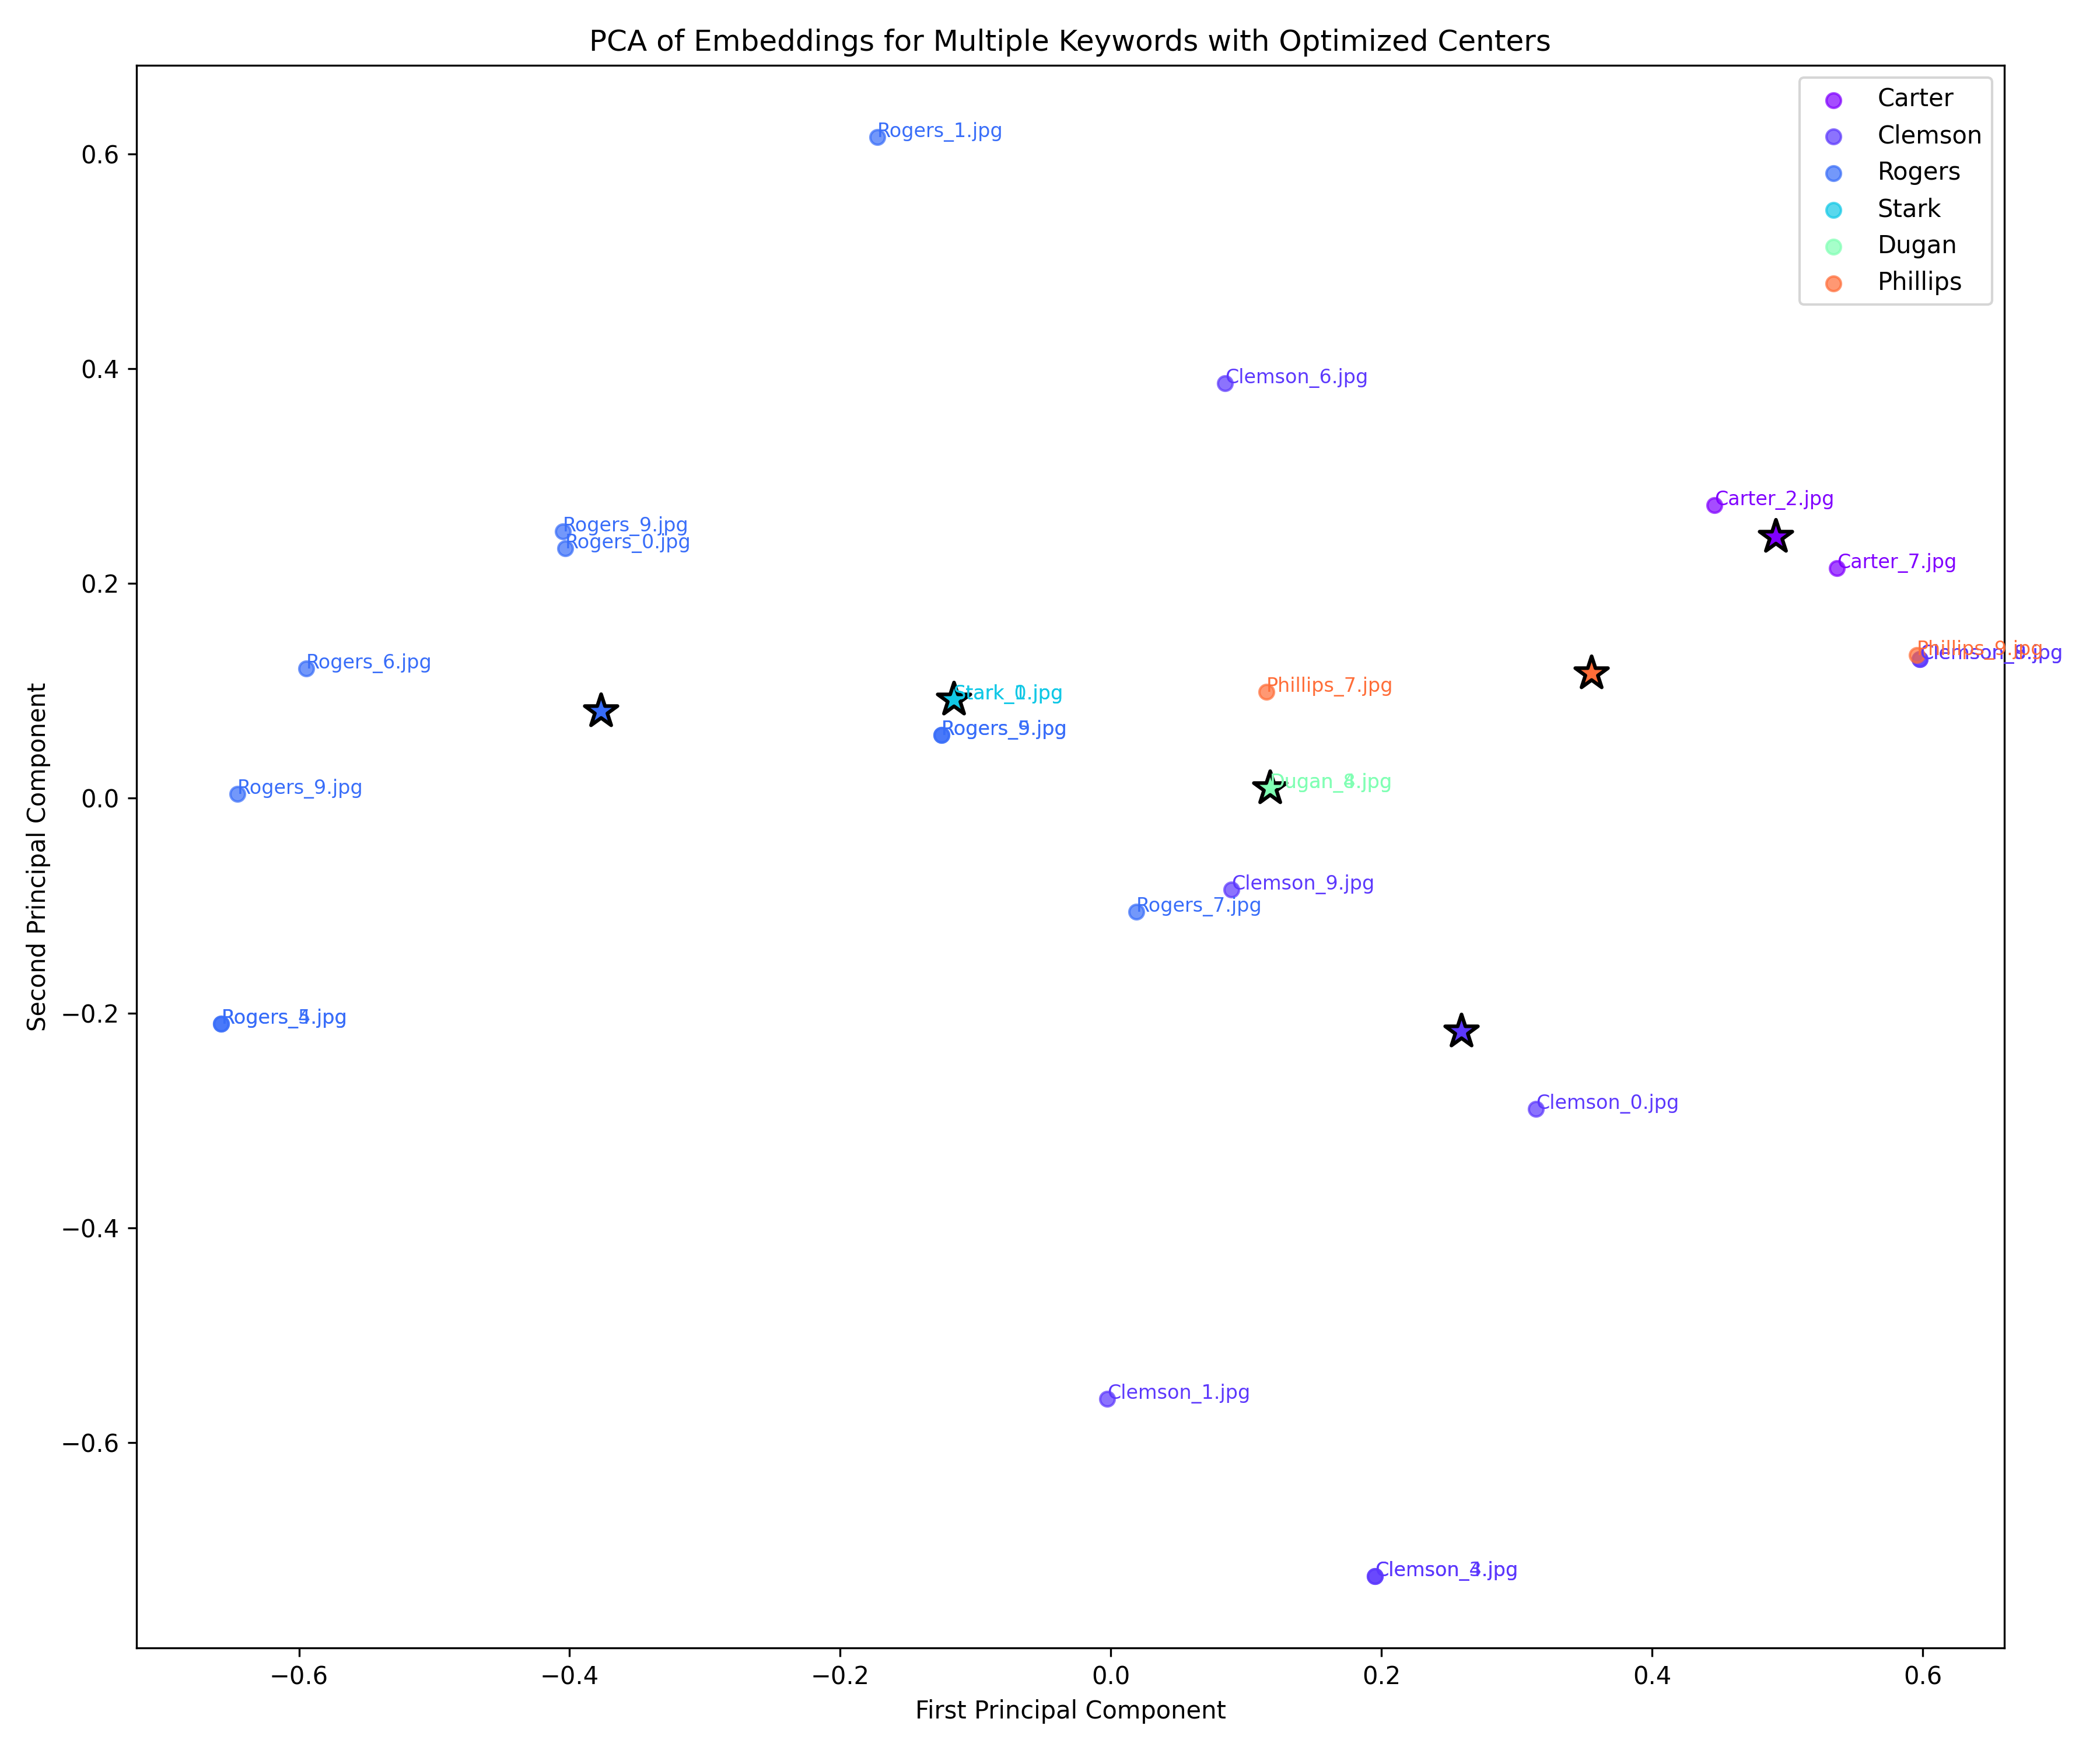 PCA of Embeddings for Multiple Keywords with Optimized Centers
Carter
Clemson
Rogers
Stark
Dugan
Phillips
Rogers_1.jpg
Clemson_6.jpg
Carter_2.jpg
Rogers_9.jpg
Rogers_0.jpg
Carter_7.jpg
Rogers_6.jpg
Phillips_7.jpg
Rogers_9.jpg
Clemson_9.jpg
Rogers_7.jpg
Clemson_0.jpg
Clemson_1.jpg
0.6
0.4
0.2
0.0
−0.2
−0.4
−0.6
Second Principal Component
−0.6
−0.4
−0.2
0.0
0.2
0.4
0.6
First Principal Component